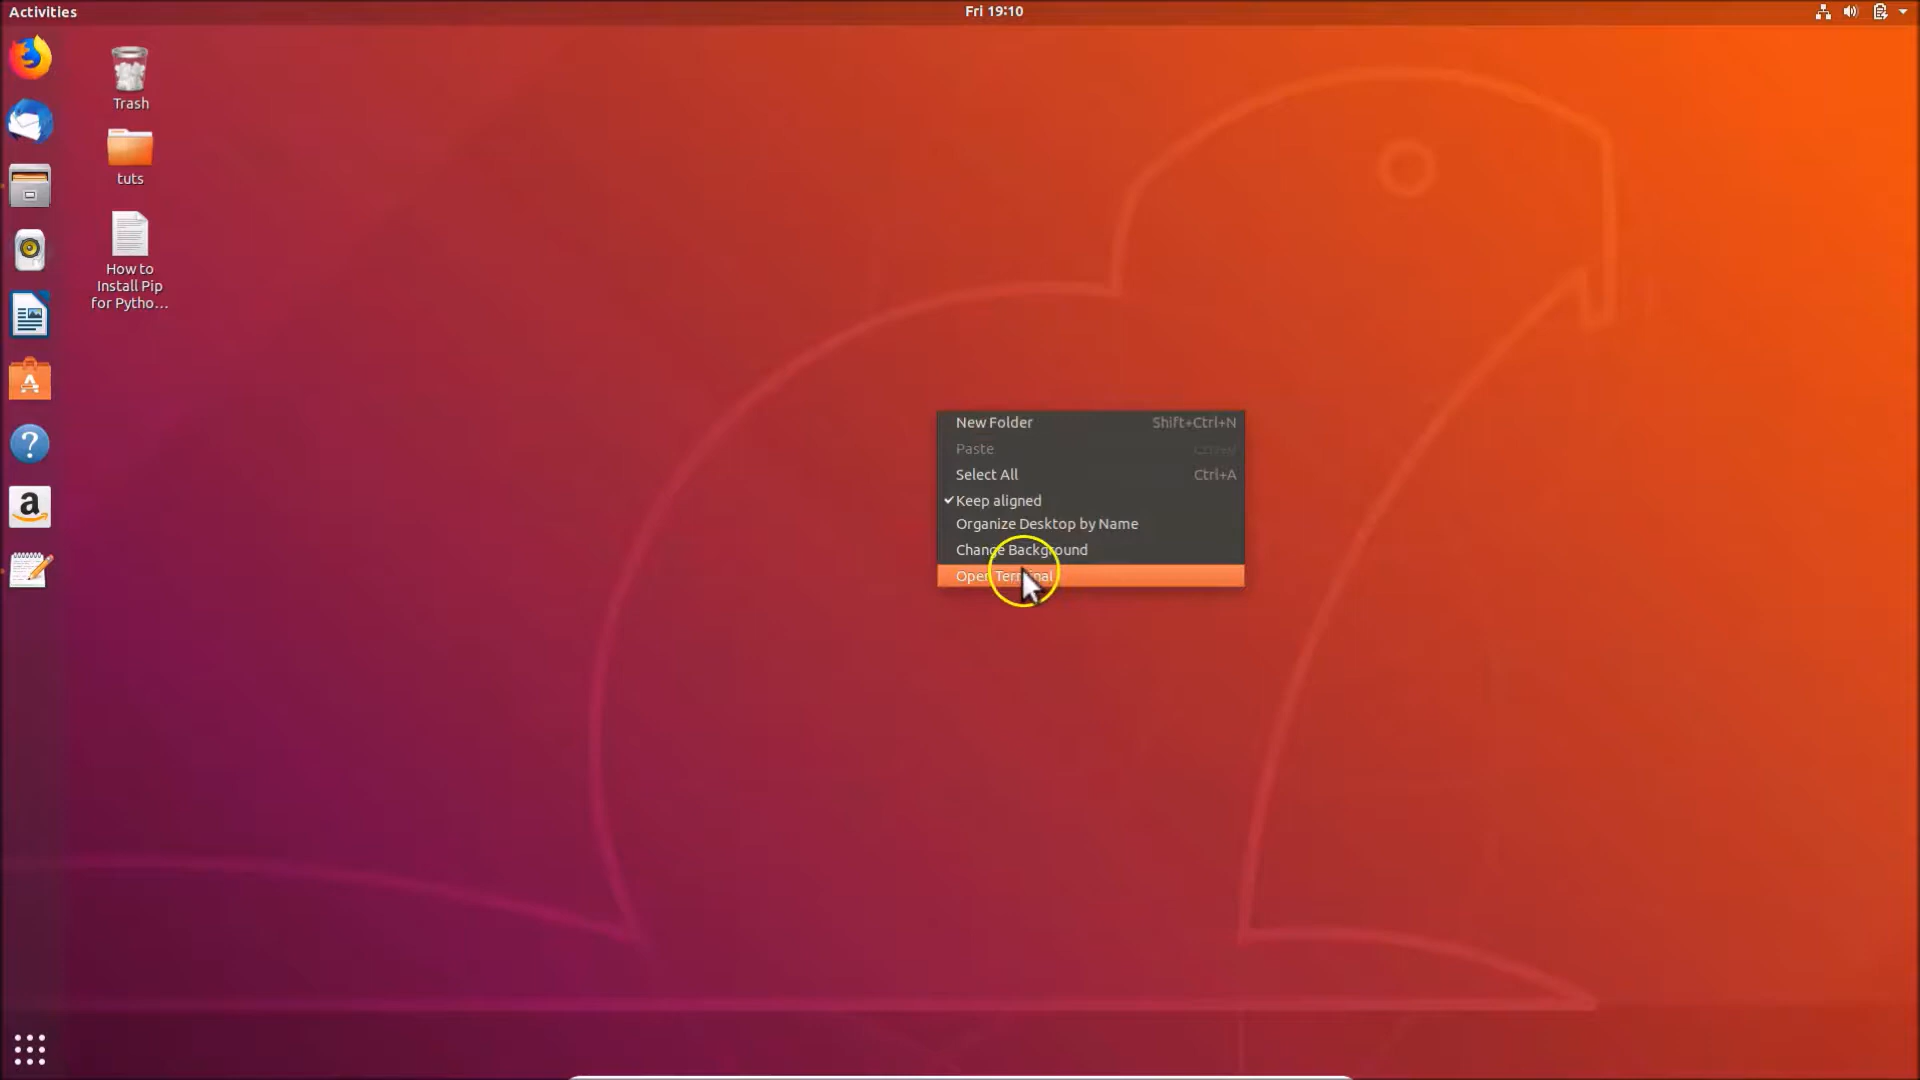 Activities
Fri 19:10
Trash
tuts
How to
Install Pip
for Pytho...
New Folder Shift+Ctrl+N
Paste
Select All Ctrl+A
Keep aligned
Organize Desktop by Name
Change Background
Open Terminal
a